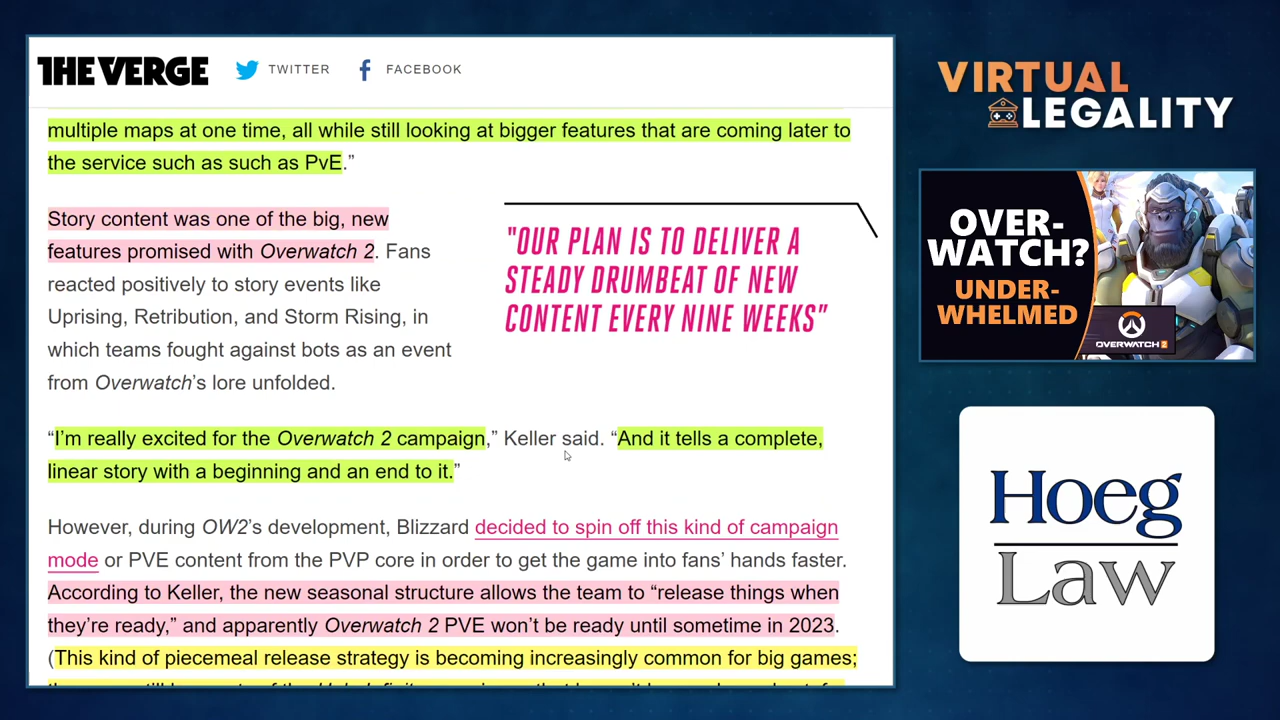 THE VERGE
TWITTER
FACEBOOK
multiple maps at one time, all while still looking at bigger features that are coming later to
the service such as such as PvE.”
Story content was one of the big, new
features promised with Overwatch 2. Fans
reacted positively to story events like
Uprising, Retribution, and Storm Rising, in
which teams fought against bots as an event
from Overwatch’s lore unfolded.
"OUR PLAN IS TO DELIVER A
STEADY DRUMBEAT OF NEW
CONTENT EVERY NINE WEEKS”
“I’m really excited for the Overwatch 2 campaign,” Keller said. “And it tells a complete,
linear story with a beginning and an end to it.”
However, during OW2’s development, Blizzard decided to spin off this kind of campaign
mode or PVE content from the PVP core in order to get the game into fans’ hands faster.
According to Keller, the new seasonal structure allows the team to “release things when
they’re ready,” and apparently Overwatch 2 PVE won’t be ready until sometime in 2023.
(This kind of piecemeal release strategy is becoming increasingly common for big games;
VIRTUAL
LEGALITY
OVER-
WATCH?
UNDER-
WHELMED
OVERWATCH 2
Hoeg
Law